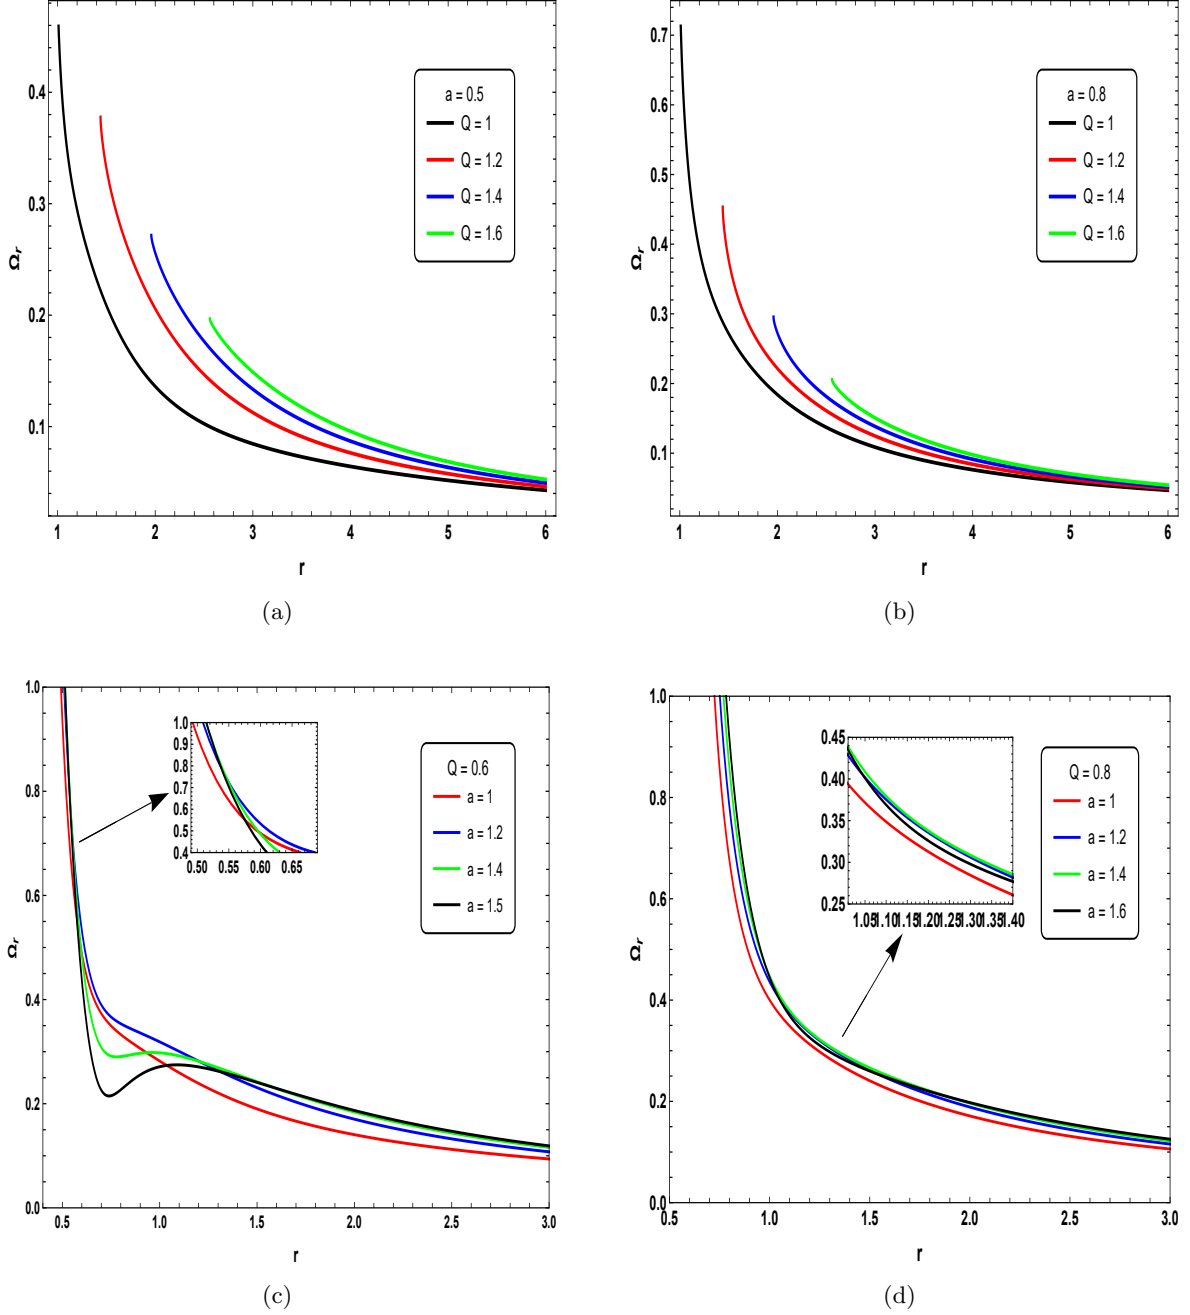 0.4
0.3
0.2
0.1
Ωr
1 2 3 4 5 6
r
a = 0.5
Q = 1
Q = 1.2
Q = 1.4
Q = 1.6
(a)
0.7
0.6
0.5
0.4
0.3
0.2
0.1
Ωr
1 2 3 4 5 6
r
a = 0.8
Q = 1
Q = 1.2
Q = 1.4
Q = 1.6
(b)
1.0
0.8
0.6
0.4
0.2
0.0
Ωr
0.5 1.0 1.5 2.0 2.5 3.0
r
1.0
0.9
0.8
0.7
0.6
0.5
0.4
0.50 0.55 0.60 0.65
Q = 0.6
a = 1
a = 1.2
a = 1.4
a = 1.5
(c)
1.0
0.8
0.6
0.4
0.2
0.0
Ωr
0.5 1.0 1.5 2.0 2.5 3.0
r
0.45
0.40
0.35
0.30
0.25
1.05 1.10 1.15 1.20 1.25 1.30 1.35 1.40
Q = 0.8
a = 1
a = 1.2
a = 1.4
a = 1.6
(d)